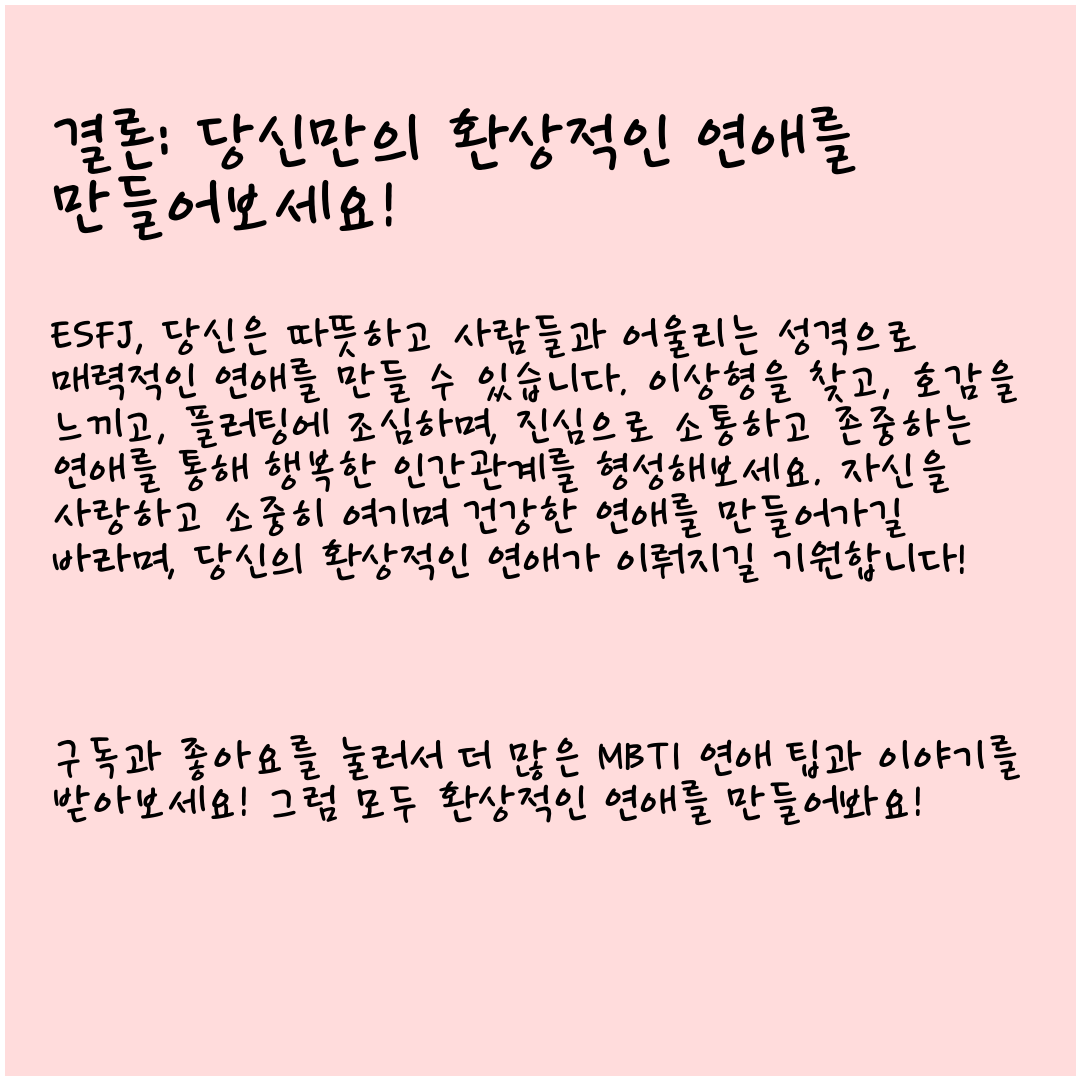 결론: 당신만의 환상적인 연애를
만들어보세요!
ESFJ, 당신은 따뜻하고 사람들과 어울리는 성격으로
매력적인 연애를 만들 수 있습니다. 이상형을 찾고, 호감을
느끼고, 플러팅에 조심하며, 진심으로 소통하고 존중하는
연애를 통해 행복한 인간관계를 형성해보세요. 자신을
사랑하고 소중히 여기며 건강한 연애를 만들어가길
바라며, 당신의 환상적인 연애가 이뤄지길 기원합니다!
구독과 좋아요를 눌러서 더 많은 MBTI 연애 팁과 이야기를
받아보세요! 그럼 모두 환상적인 연애를 만들어봐요!